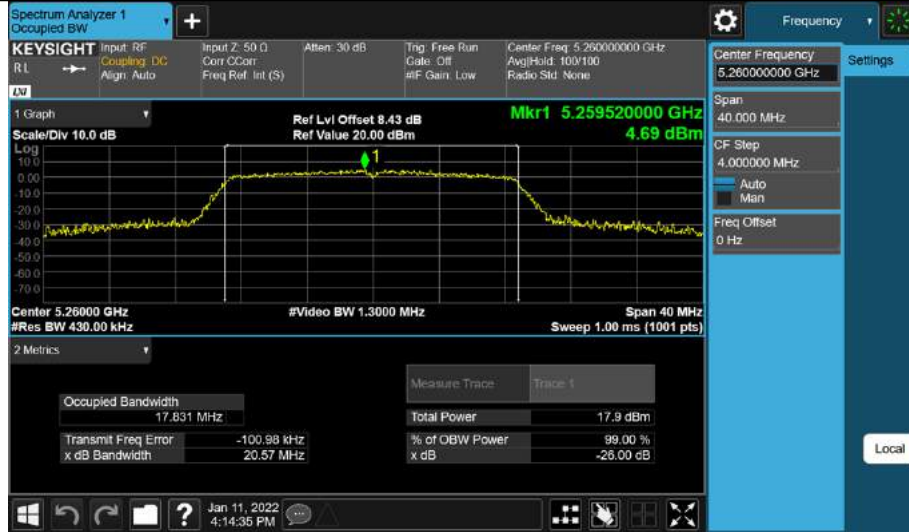 Spectrum Analyzer 1
Occupied BW
+
Frequency
KEYSIGHT
RL
LXI
Input: RF
Coupling: DC
Align: Auto
Input Z: 50 Ω
Corr CCorr
Freq Ref: Int (S)
Atten: 30 dB
Trig: Free Run
Gate: Off
#IF Gain: Low
Center Freq: 5.260000000 GHz
Avg|Hold: 100/100
Radio Std: None
Center Frequency
5.260000000 GHz
Settings
Span
40.000 MHz
CF Step
4.000000 MHz
Auto
Man
Freq Offset
0 Hz
Local
1 Graph
Scale/Div 10.0 dB
Ref Lvl Offset 8.43 dB
Ref Value 20.00 dBm
Mkr1 5.259520000 GHz
4.69 dBm
Log
10.0
0.00
-10.0
-20.0
-30.0
-40.0
-50.0
-60.0
-70.0
1
Center 5.26000 GHz
#Video BW 1.3000 MHz
Span 40 MHz
#Res BW 430.00 kHz
Sweep 1.00 ms (1001 pts)
2 Metrics
Measure Trace
Trace 1
Occupied Bandwidth
17.831 MHz
Total Power
17.9 dBm
Transmit Freq Error
-100.98 kHz
% of OBW Power
99.00 %
x dB Bandwidth
20.57 MHz
x dB
-26.00 dB
?
Jan 11, 2022
4:14:35 PM